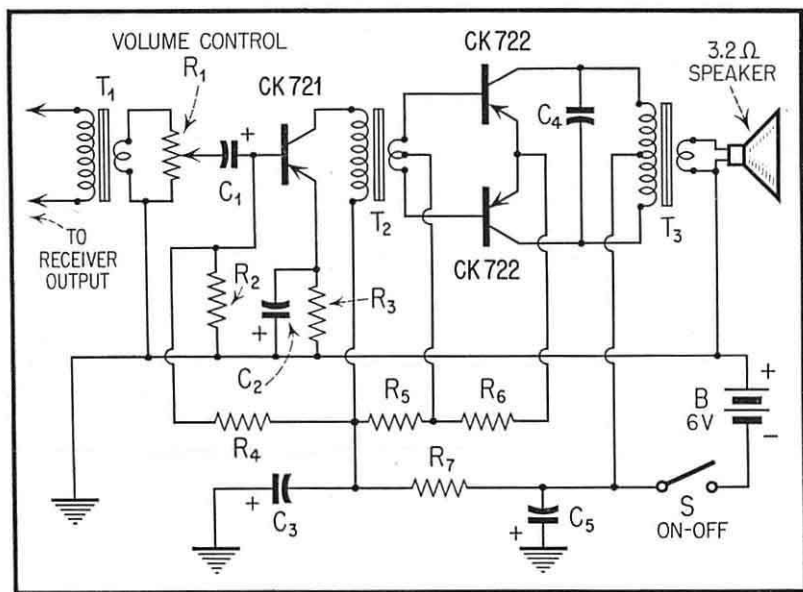 VOLUME CONTROL
R1
T1
CK721
CK722
3.2Ω
SPEAKER
C4
+
C1
T2
T3
TO
RECEIVER
OUTPUT
R2
R3
CK722
+
C2
R5
R6
+
B
6V
−
R4
R7
+
C3
+
C5
S
ON-OFF